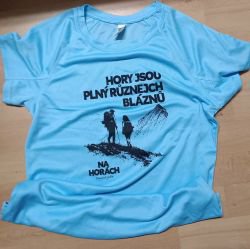 HORY JSOU
PLNÝ RŮZNEJCH
BLÁZNŮ
NA
HORÁCH